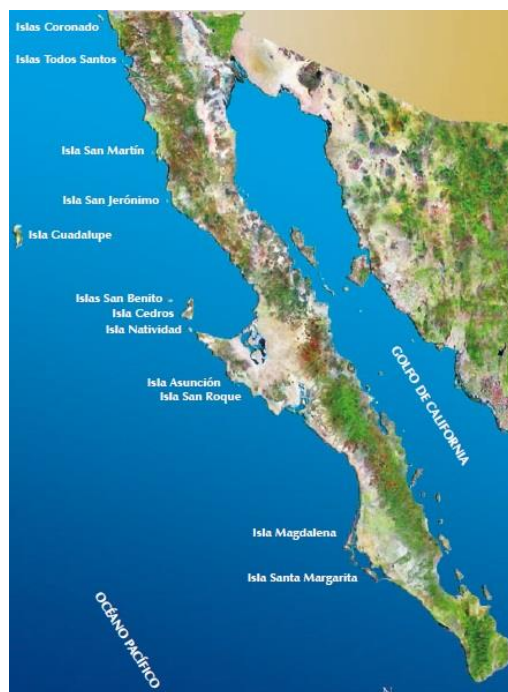 Islas Coronado
Islas Todos Santos
Isla San Martín
Isla San Jerónimo
Isla Guadalupe
Islas San Benito
Isla Cedros
Isla Natividad
GOLFO DE CALIFORNIA
Isla Asunción
Isla San Roque
Isla Magdalena
Isla Santa Margarita
OCÉANO PACÍFICO